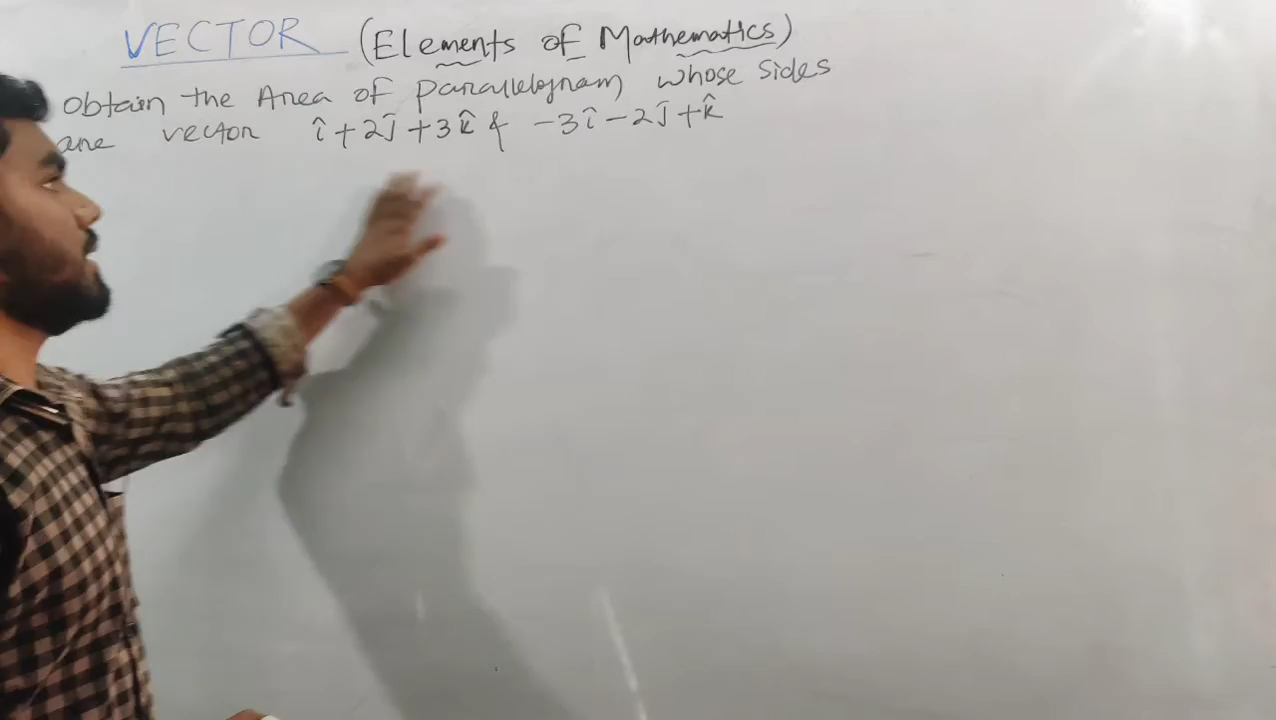 VECTOR (Elements of Mathematics)
obtain the Area of parallelogram whose sides
are vector î + 2ĵ + 3k̂ & -3î - 2ĵ + k̂